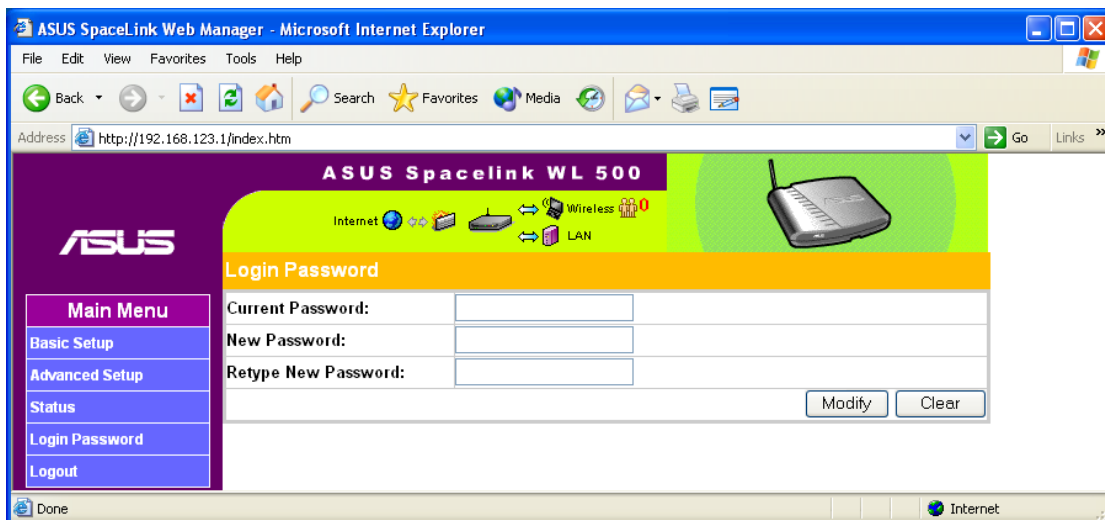 ASUS SpaceLink Web Manager - Microsoft Internet Explorer
File Edit View Favorites Tools Help
Back Search Favorites Media
Address http://192.168.123.1/index.htm Go Links »
ASUS Spacelink WL 500
Internet Wireless 0
LAN
ASUS
Login Password
Main Menu
Basic Setup
Advanced Setup
Status
Login Password
Logout
Current Password:
New Password:
Retype New Password:
Modify Clear
Done Internet